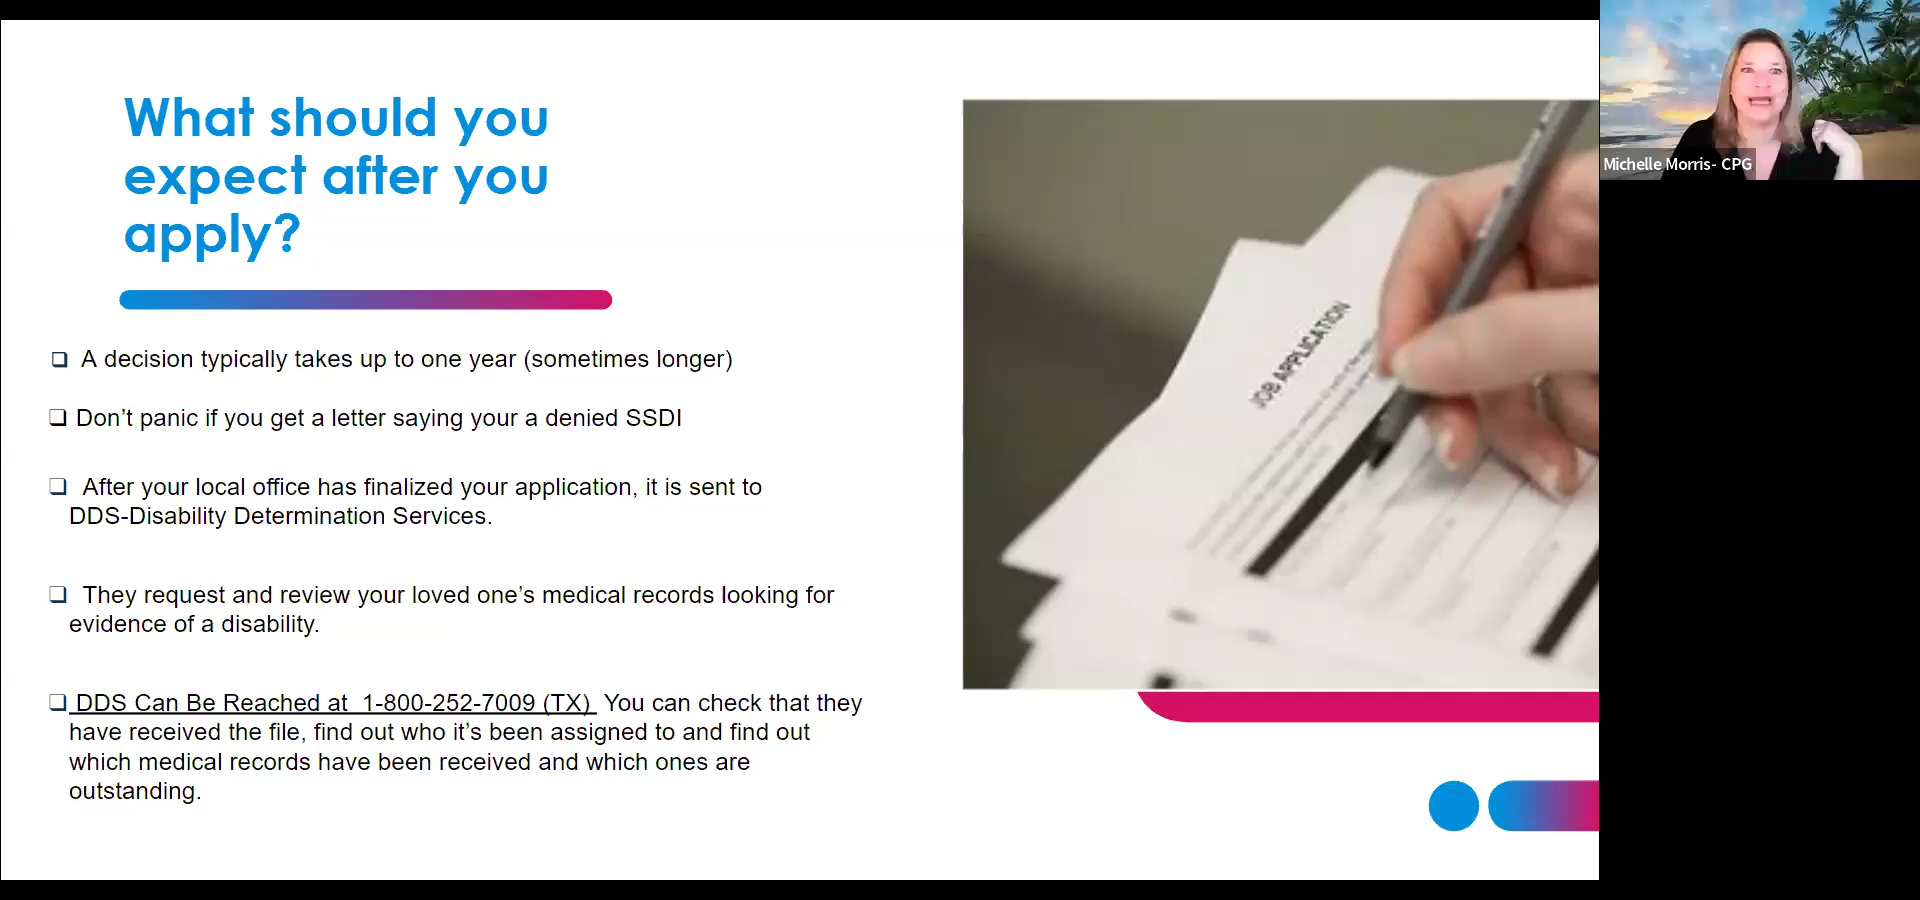 What should you
expect after you
apply?
❏ A decision typically takes up to one year (sometimes longer)
❏ Don’t panic if you get a letter saying your a denied SSDI
❏ After your local office has finalized your application, it is sent to
DDS-Disability Determination Services.
❏ They request and review your loved one’s medical records looking for
evidence of a disability.
❏ DDS Can Be Reached at 1-800-252-7009 (TX) You can check that they
have received the file, find out who it’s been assigned to and find out
which medical records have been received and which ones are
outstanding.
JOB APPLICATION
Michelle Morris- CPG